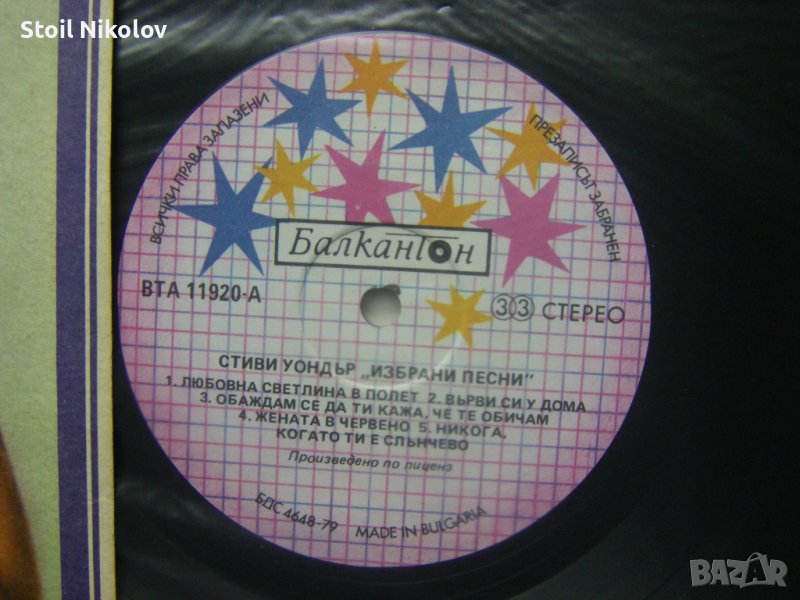 Stoil Nikolov
ВСИЧКИ ПРАВА ЗАПАЗЕНИ
ПРЕЗАПИСЪТ ЗАБРАНЕН
Балкантон
ВТА 11920-А
33 СТЕРЕО
СТИВИ УОНДЪР „ИЗБРАНИ ПЕСНИ"
1. ЛЮБОВНА СВЕТЛИНА В ПОЛЕТ 2. ВЪРВИ СИ У ДОМА
3. ОБАЖДАМ СЕ ДА ТИ КАЖА, ЧЕ ТЕ ОБИЧАМ
4. ЖЕНАТА В ЧЕРВЕНО 5. НИКОГА,
КОГАТО ТИ Е СЛЪНЧЕВО
Произведено по лиценз
БДС 4648-79 MADE IN BULGARIA
BAZAR